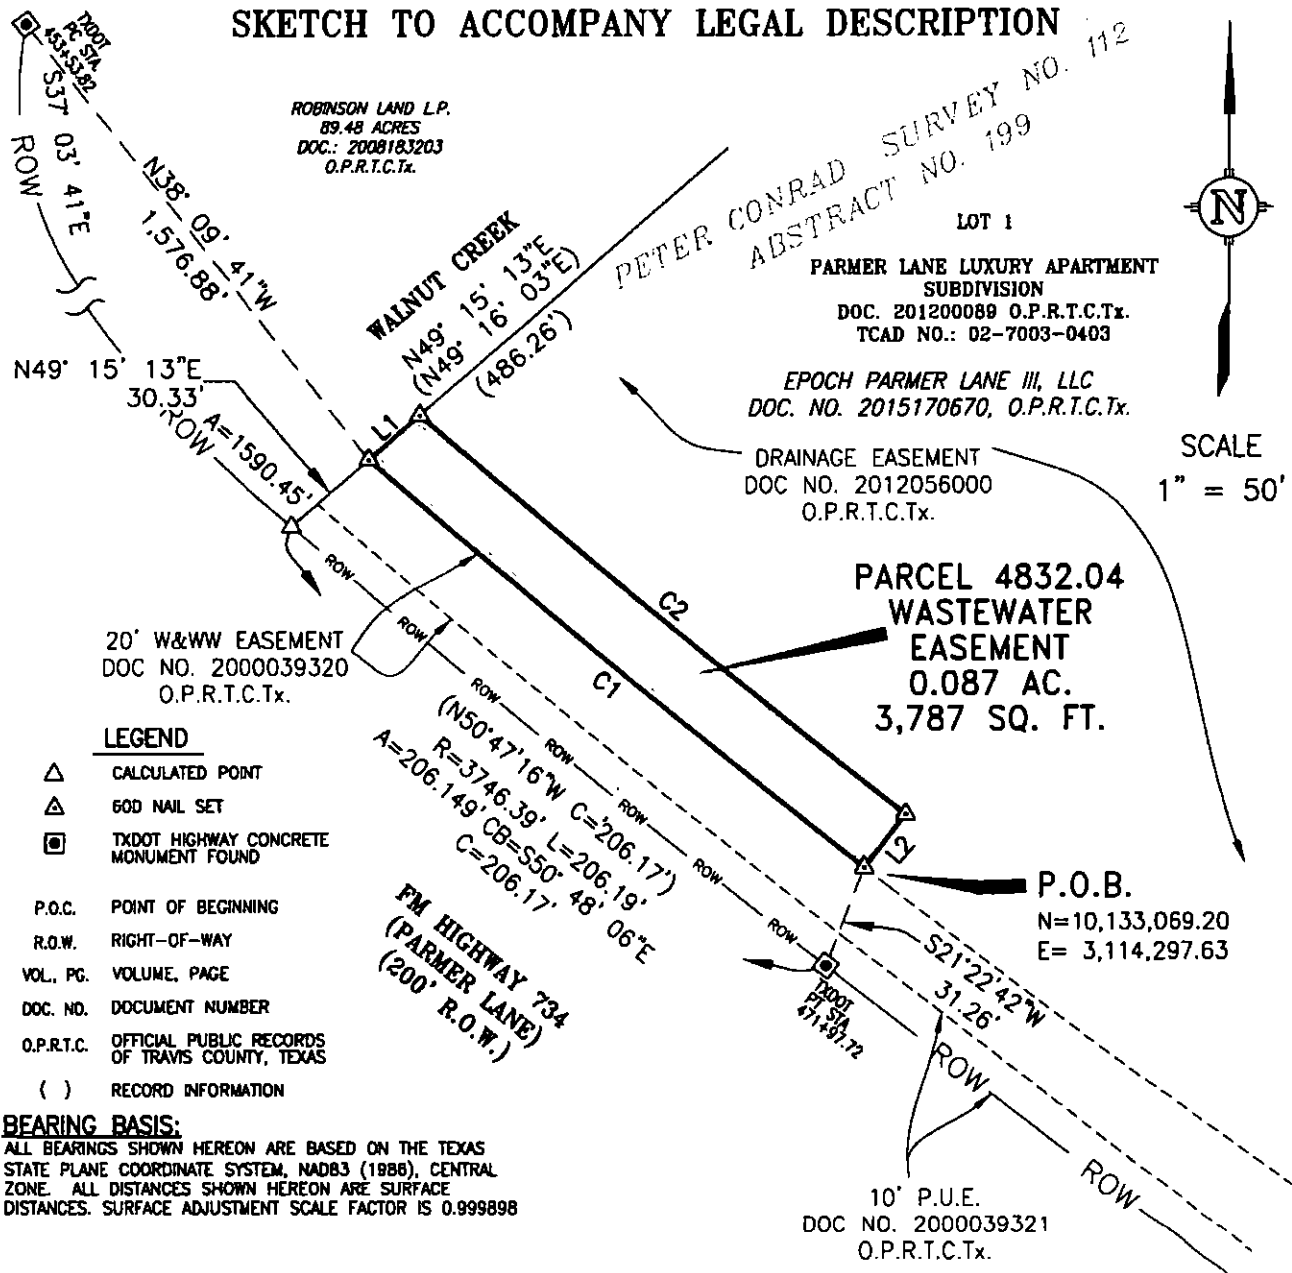 SKETCH TO ACCOMPANY LEGAL DESCRIPTION
TXDOT
PC STA.
453+53.82
S37° 03' 41"E
ROW
N38° 09' 41"W
1,576.88'
ROBINSON LAND L.P.
89.48 ACRES
DOC.: 2008183203
O.P.R.T.C.Tx.
PETER CONRAD SURVEY NO. 112
ABSTRACT NO. 199
N
SCALE
1" = 50'
LOT 1
PARMER LANE LUXURY APARTMENT
SUBDIVISION
DOC. 201200089 O.P.R.T.C.Tx.
TCAD NO.: 02-7003-0403
EPOCH PARMER LANE III, LLC
DOC. NO. 2015170670, O.P.R.T.C.Tx.
WALNUT CREEK
N49° 15' 13"E
(N49° 16' 03"E)
(486.26')
N49° 15' 13"E
30.33'
ROW
A=1590.45'
L1
DRAINAGE EASEMENT
DOC NO. 2012056000
O.P.R.T.C.Tx.
PARCEL 4832.04
WASTEWATER
EASEMENT
0.087 AC.
3,787 SQ. FT.
C2
C1
L2
20' W&WW EASEMENT
DOC NO. 2000039320
O.P.R.T.C.Tx.
ROW
ROW
ROW
ROW
ROW
ROW
ROW
(N50°47'16"W C=206.17')
R=3746.39' L=206.19'
A=206.149' CB=S50° 48' 06"E
C=206.17'
FM HIGHWAY 734
(PARMER LANE)
(200' R.O.W.)
P.O.B.
N=10,133,069.20
E= 3,114,297.63
S21°22'42"W
31.26'
TXDOT
PT STA.
471+97.72
ROW
ROW
10' P.U.E.
DOC NO. 2000039321
O.P.R.T.C.Tx.
LEGEND
CALCULATED POINT
60D NAIL SET
TXDOT HIGHWAY CONCRETE
MONUMENT FOUND
P.O.C. POINT OF BEGINNING
R.O.W. RIGHT-OF-WAY
VOL., PG. VOLUME, PAGE
DOC. NO. DOCUMENT NUMBER
O.P.R.T.C. OFFICIAL PUBLIC RECORDS
OF TRAVIS COUNTY, TEXAS
( ) RECORD INFORMATION
BEARING BASIS:
ALL BEARINGS SHOWN HEREON ARE BASED ON THE TEXAS
STATE PLANE COORDINATE SYSTEM, NAD83 (1986), CENTRAL
ZONE. ALL DISTANCES SHOWN HEREON ARE SURFACE
DISTANCES. SURFACE ADJUSTMENT SCALE FACTOR IS 0.999898